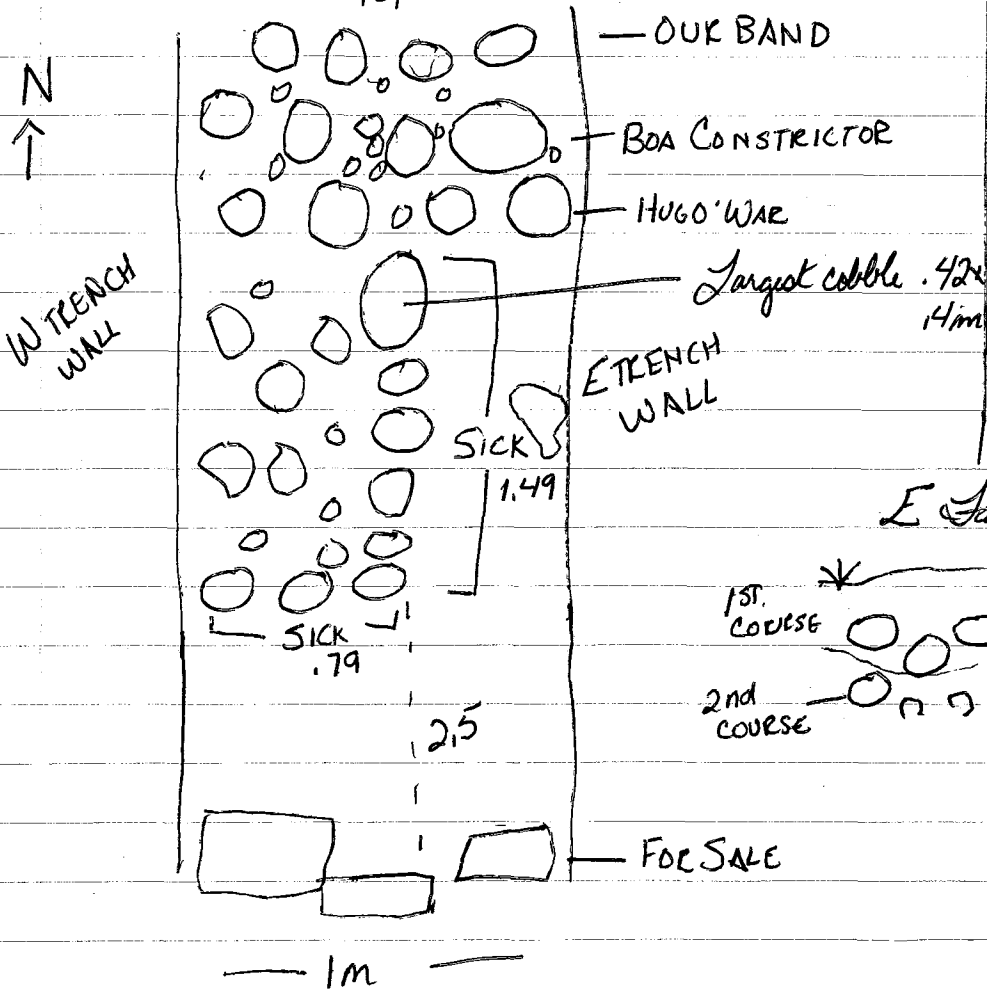 OUR BAND
N
BOA CONSTRICTOR
HUGO'WAR
Largest cobble .42x
.14m
W TRENCH
WALL
E TRENCH
WALL
SICK
1.49
E
1ST.
COURSE
SICK
.79
2nd
COURSE
2.5
FOR SALE
1m